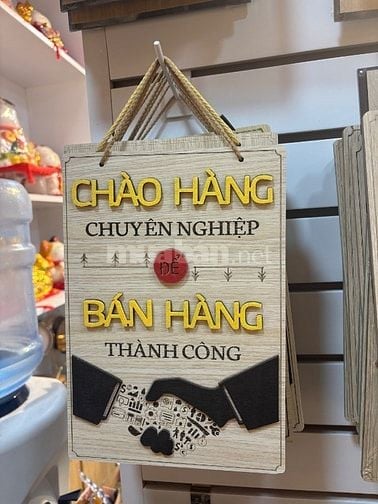 CHÀO HÀNG
CHUYÊN NGHIỆP
ĐỂ
BÁN HÀNG
THÀNH CÔNG